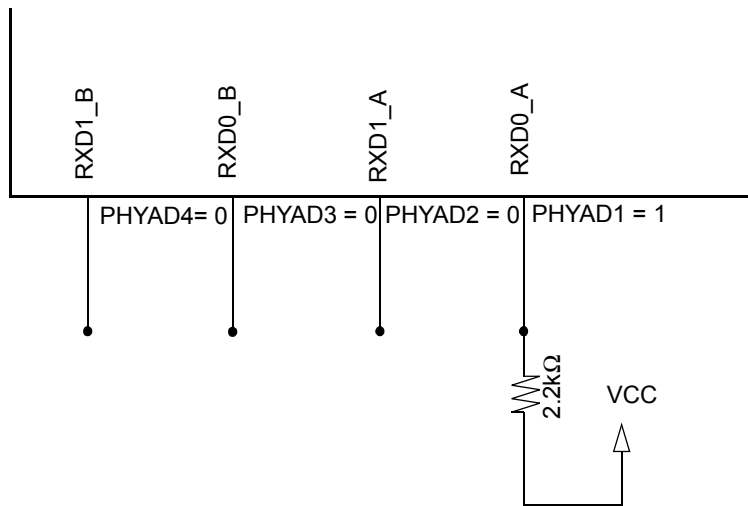 RXD1_B
RXD0_B
RXD1_A
RXD0_A
PHYAD4= 0
PHYAD3 = 0
PHYAD2 = 0
PHYAD1 = 1
2.2kΩ
VCC